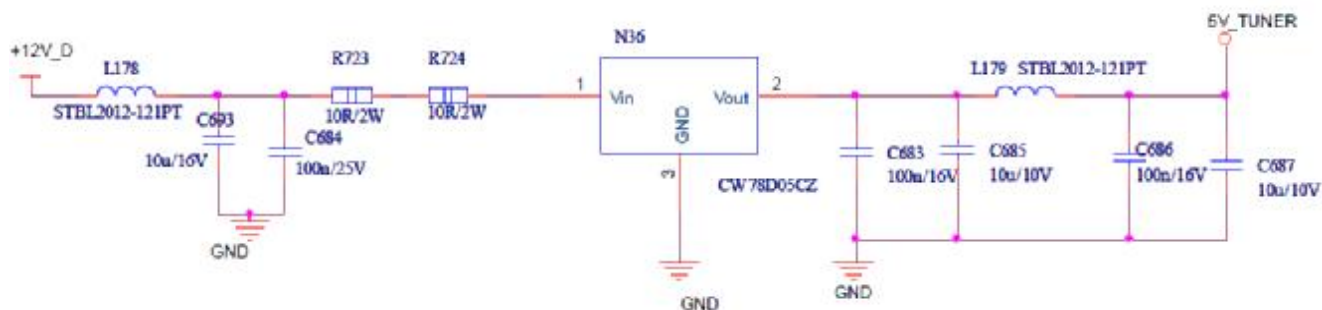 5V_TUNER
+12V_D
L178
STBL2012-121PT
C693
10u/16V
C684
100n/25V
GND
R723
10R/2W
R724
10R/2W
N36
1
Vin
GND
Vout
2
3
CW78D05CZ
GND
L179 STBL2012-121PT
C683
100n/16V
C685
10u/10V
C686
100n/16V
C687
10u/10V
GND